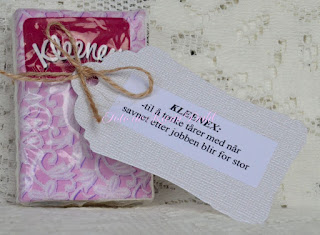 Kleenex
KLEENEX:
-til å tørke tårer med når
savnet etter jobben blir for stor